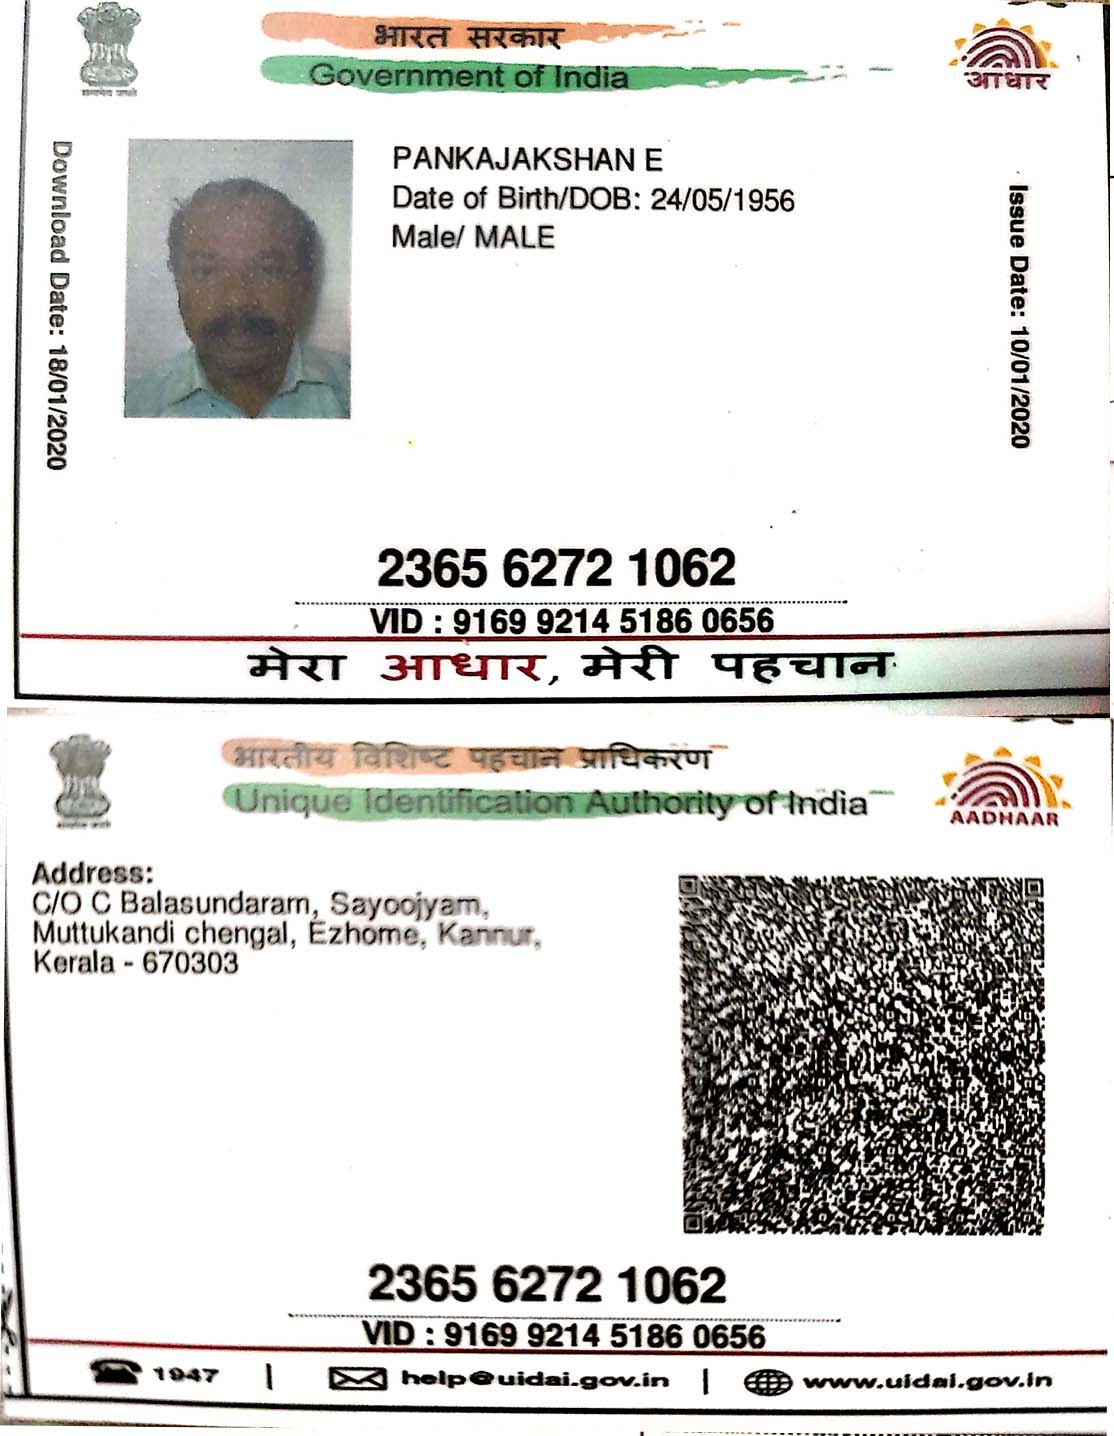 भारत सरकार
Government of India
आधार
सत्यमेव जयते
Download Date: 18/01/2020
PANKAJAKSHAN E
Date of Birth/DOB: 24/05/1956
Male/ MALE
Issue Date: 10/01/2020
2365 6272 1062
VID : 9169 9214 5186 0656
मेरा आधार, मेरी पहचान
भारतीय विशिष्ट पहचान प्राधिकरण
Unique Identification Authority of India
AADHAAR
Address:
C/O C Balasundaram, Sayoojyam,
Muttukandi chengal, Ezhome, Kannur,
Kerala - 670303
2365 6272 1062
VID : 9169 9214 5186 0656
1947 | help@uidai.gov.in | www.uidai.gov.in